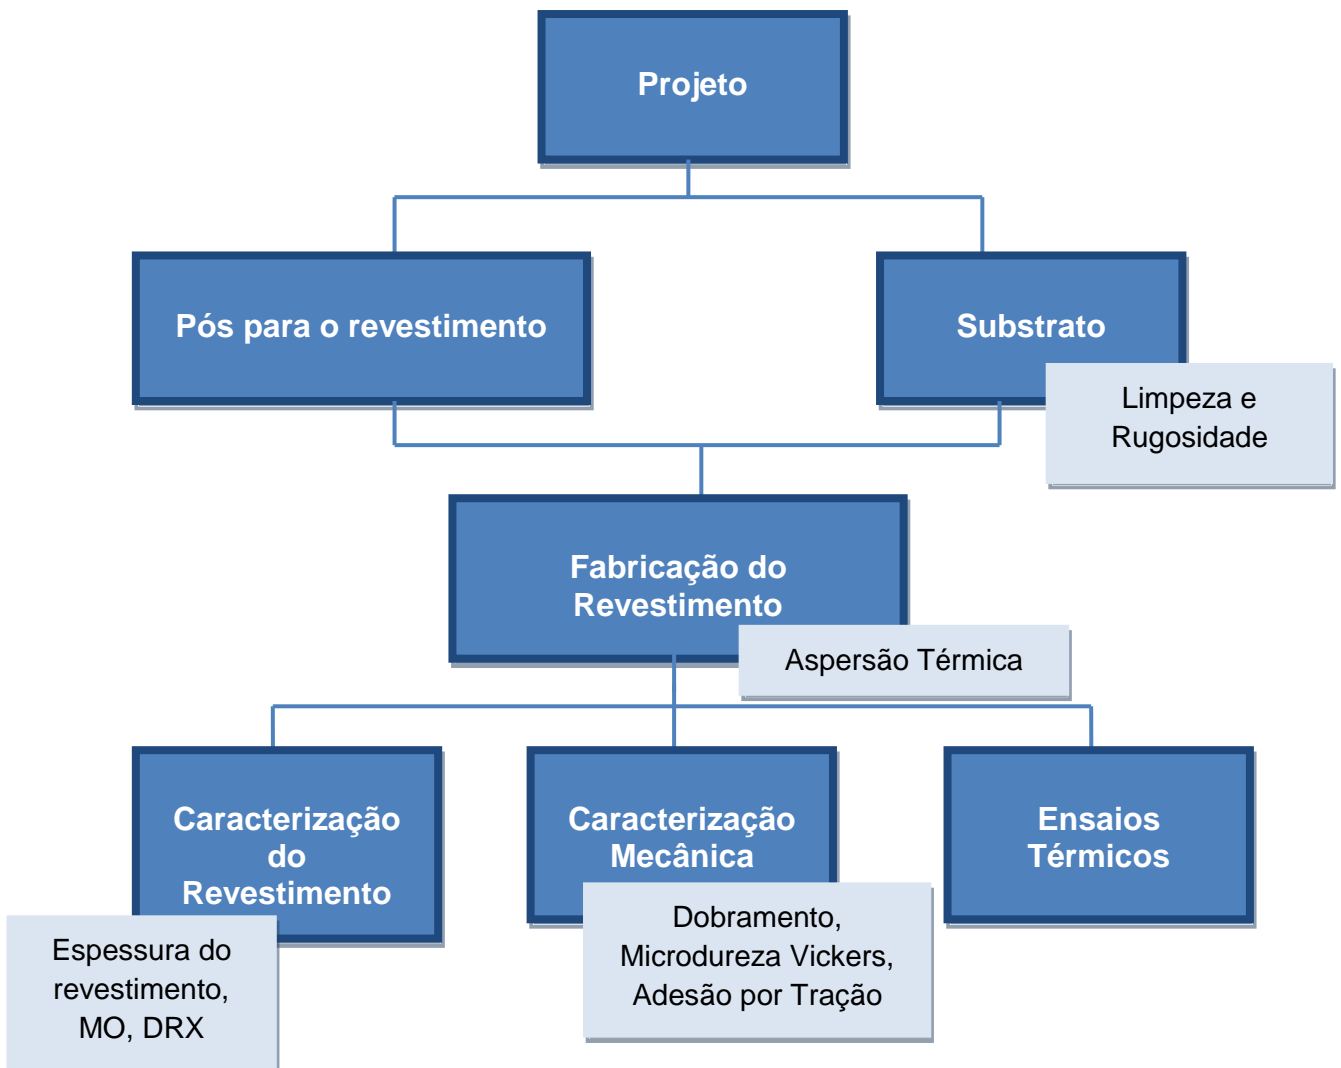 Projeto
Pós para o revestimento
Substrato
Limpeza e
Rugosidade
Fabricação do
Revestimento
Aspersão Térmica
Caracterização
do
Revestimento
Espessura do
revestimento,
MO, DRX
Caracterização
Mecânica
Dobramento,
Microdureza Vickers,
Adesão por Tração
Ensaios
Térmicos